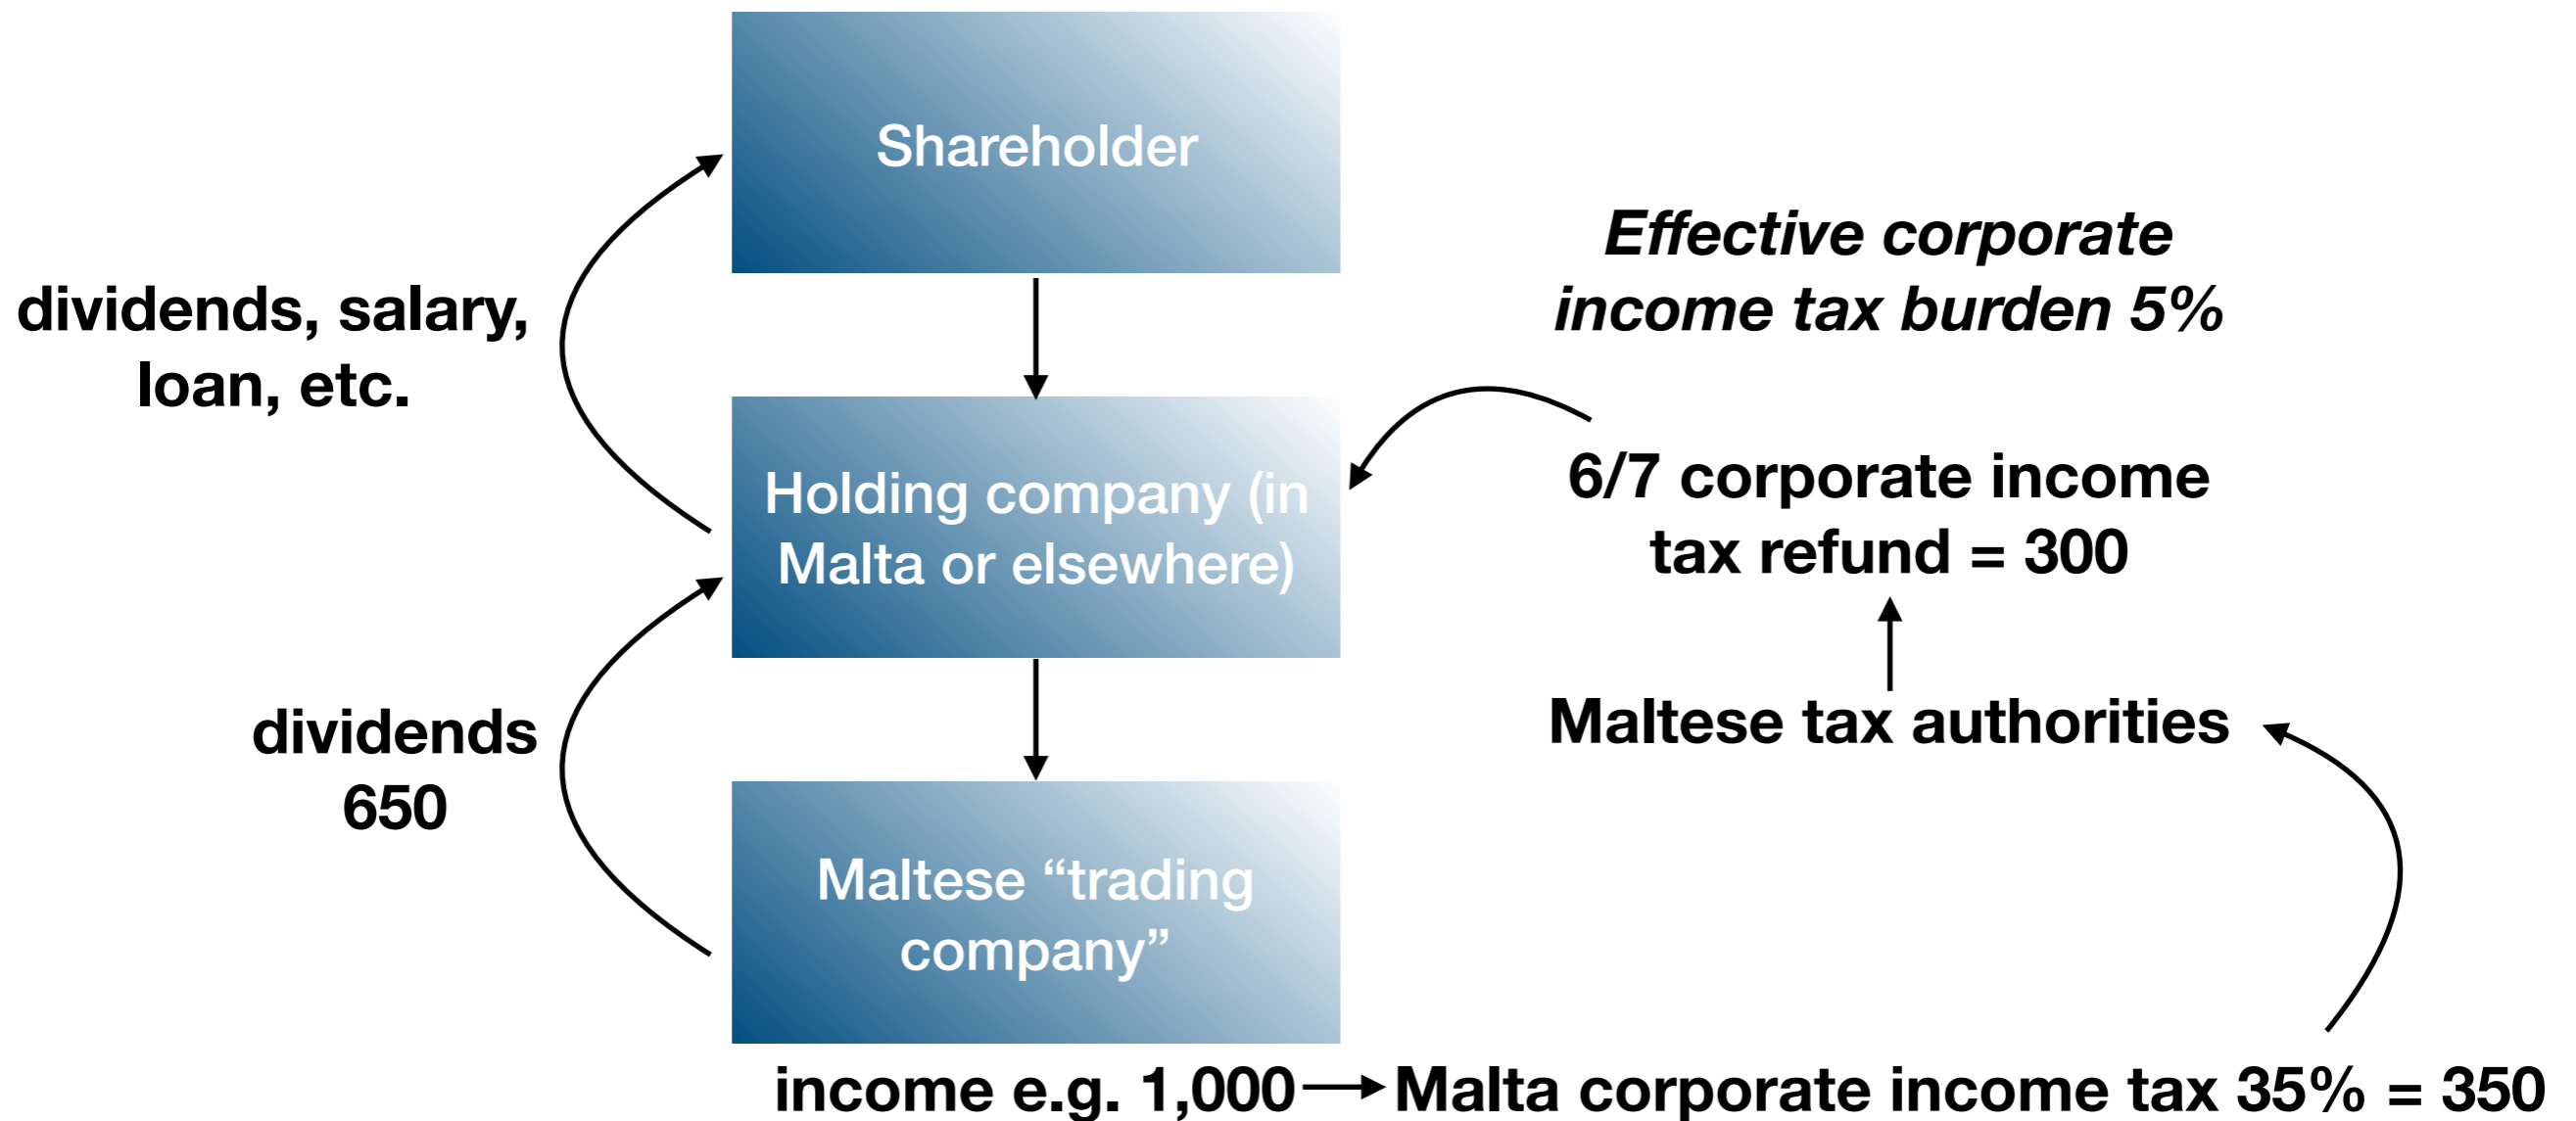 Shareholder
Effective corporate
income tax burden 5%
dividends, salary,
loan, etc.
Holding company (in
Malta or elsewhere)
6/7 corporate income
tax refund = 300
dividends
650
Maltese tax authorities
Maltese “trading
company”
income e.g. 1,000
Malta corporate income tax 35% = 350